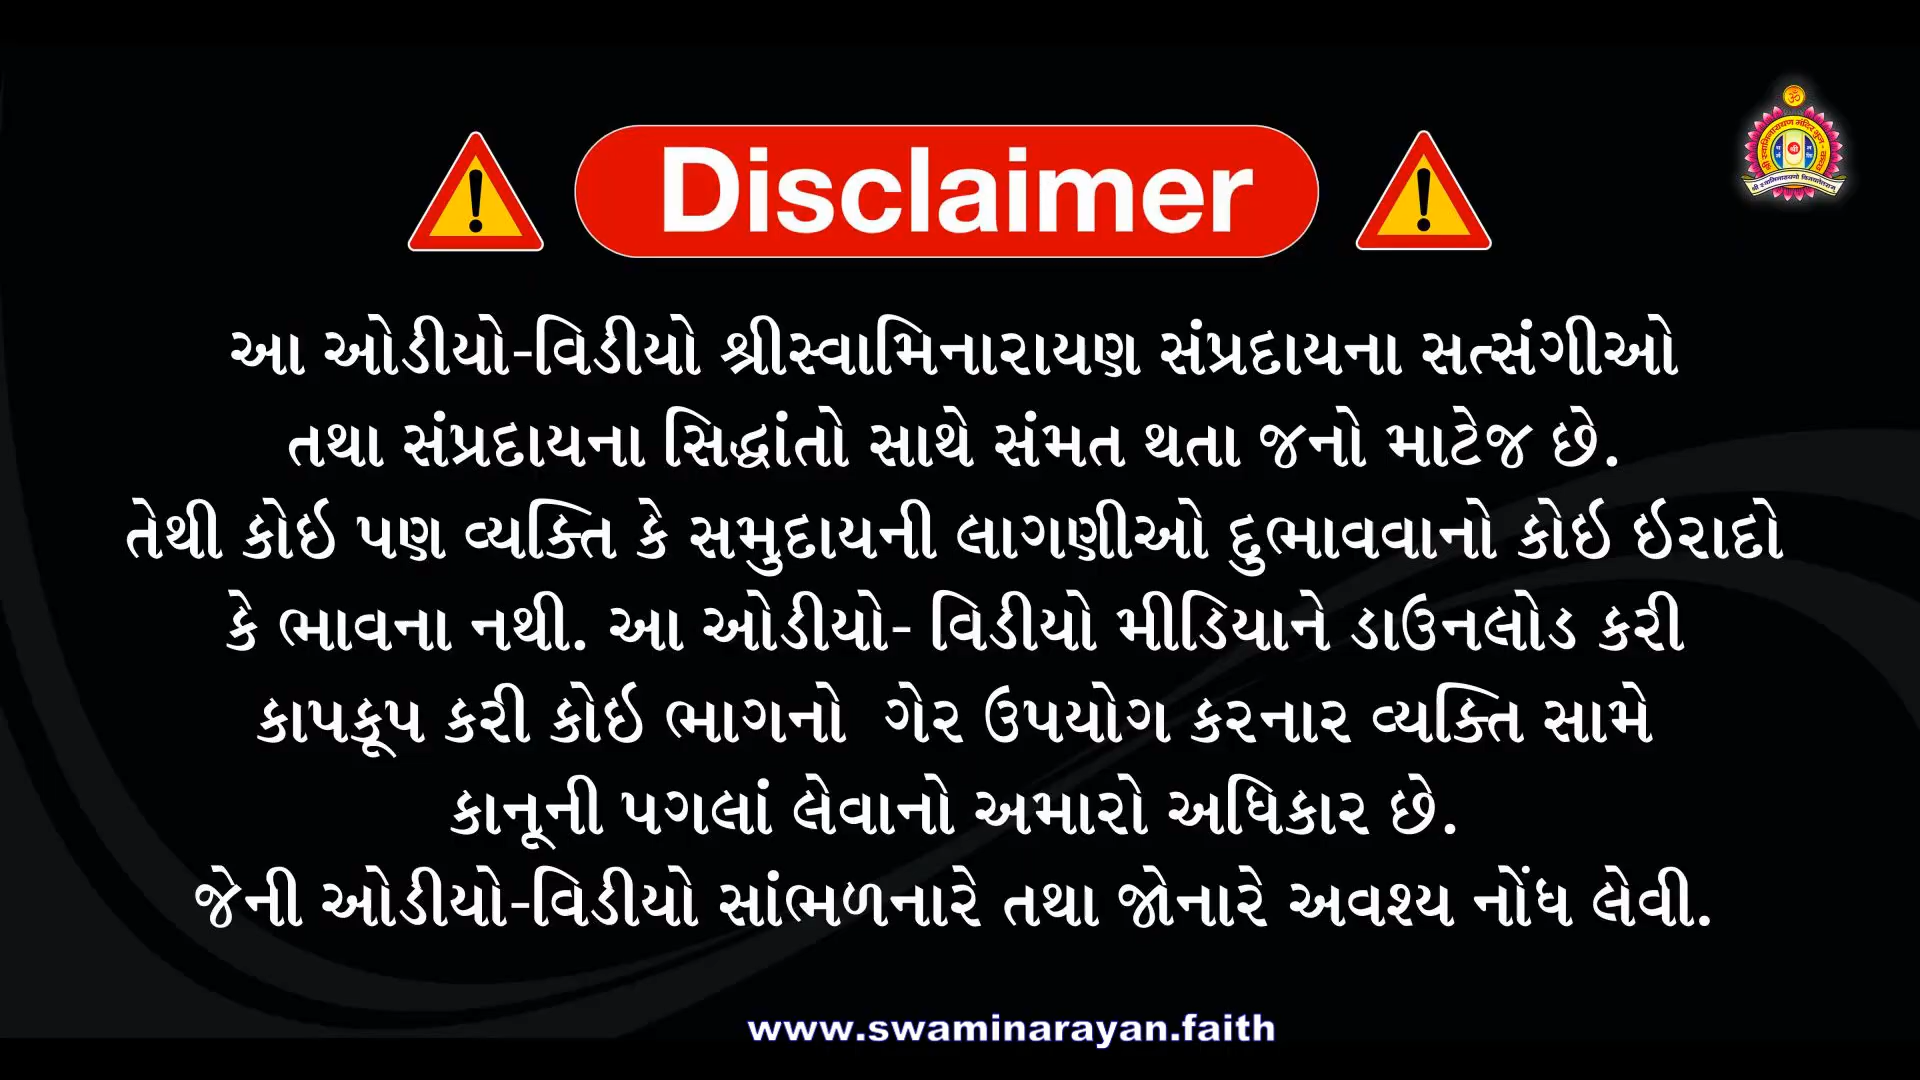 Disclaimer
આ ઓડીયો-વિડીયો શ્રીસ્વામિનારાયણ સંપ્રદાયના સત્સંગીઓ
તથા સંપ્રદાયના સિદ્ધાંતો સાથે સંમત થતા જનો માટેજ છે.
તેથી કોઇ પણ વ્યક્તિ કે સમુદાયની લાગણીઓ દુભાવવાનો કોઇ ઇરાદો
કે ભાવના નથી. આ ઓડીયો- વિડીયો મીડિયાને ડાઉનલોડ કરી
કાપકૂપ કરી કોઇ ભાગનો  ગેર ઉપયોગ કરનાર વ્યક્તિ સામે
કાનૂની પગલાં લેવાનો અમારો અધિકાર છે.
જેની ઓડીયો-વિડીયો સાંભળનારે તથા જોનારે અવશ્ય નોંધ લેવી.
www.swaminarayan.faith